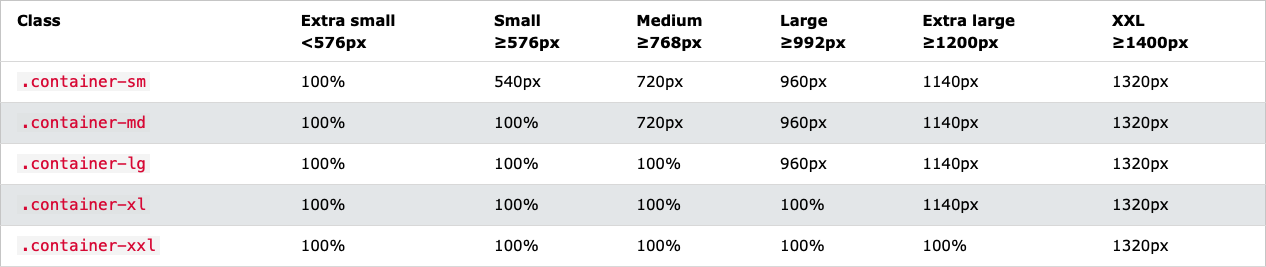 Class Extra small Small Medium Large Extra large XXL
<576px ≥576px ≥768px ≥992px ≥1200px ≥1400px
.container-sm 100% 540px 720px 960px 1140px 1320px
.container-md 100% 100% 720px 960px 1140px 1320px
.container-lg 100% 100% 100% 960px 1140px 1320px
.container-xl 100% 100% 100% 100% 1140px 1320px
.container-xxl 100% 100% 100% 100% 100% 1320px